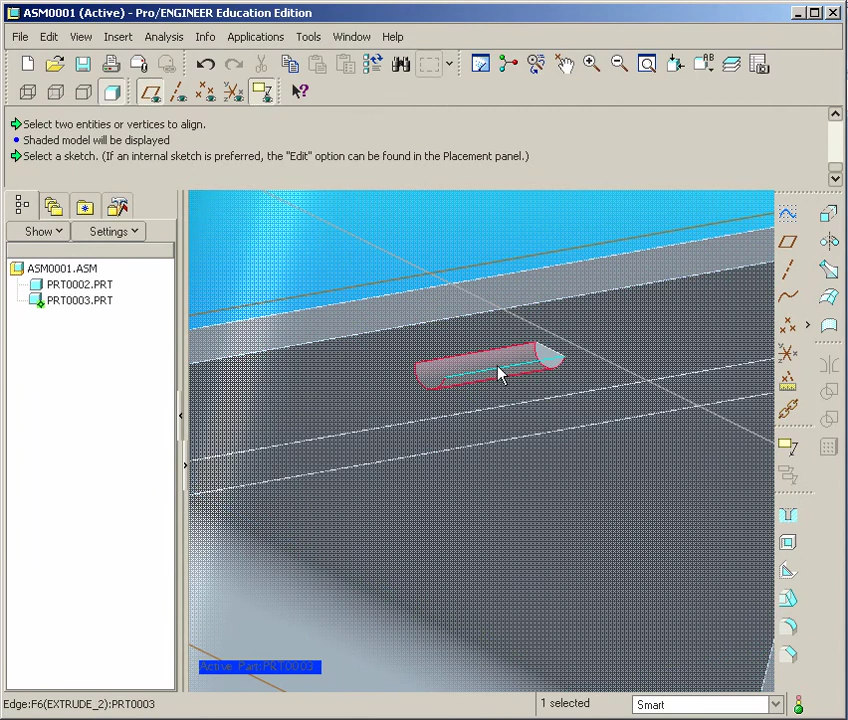 ASM0001 (Active) - Pro/ENGINEER Education Edition
File Edit View Insert Analysis Info Applications Tools Window Help
Select two entities or vertices to align.
Shaded model will be displayed
Select a sketch. (If an internal sketch is preferred, the "Edit" option can be found in the Placement panel.)
Show Settings
ASM0001.ASM
PRT0002.PRT
PRT0003.PRT
Active Part:PRT0003
Edge:F6(EXTRUDE_2):PRT0003 1 selected Smart